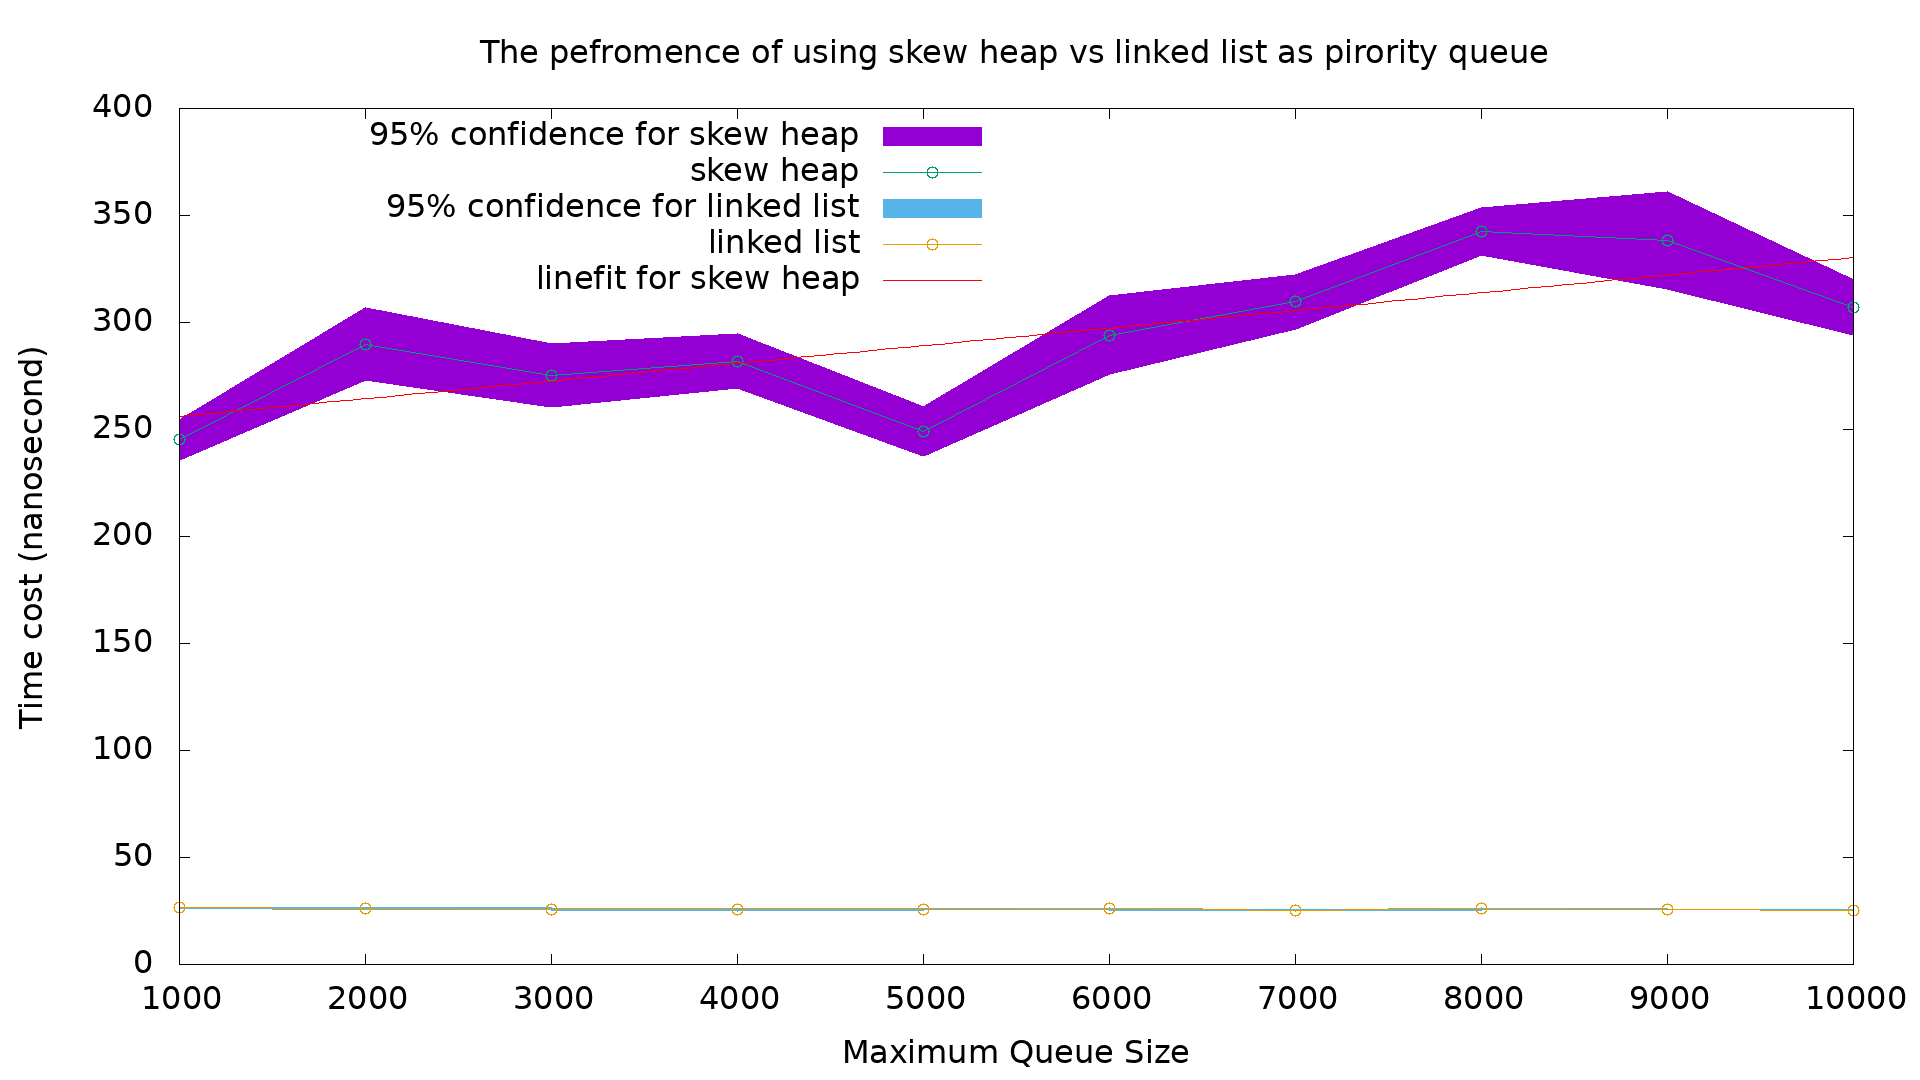 The pefromence of using skew heap vs linked list as pirority queue
400
350
300
250
200
150
100
50
0
95% confidence for skew heap
skew heap
95% confidence for linked list
linked list
linefit for skew heap
Time cost (nanosecond)
1000 2000 3000 4000 5000 6000 7000 8000 9000 10000
Maximum Queue Size